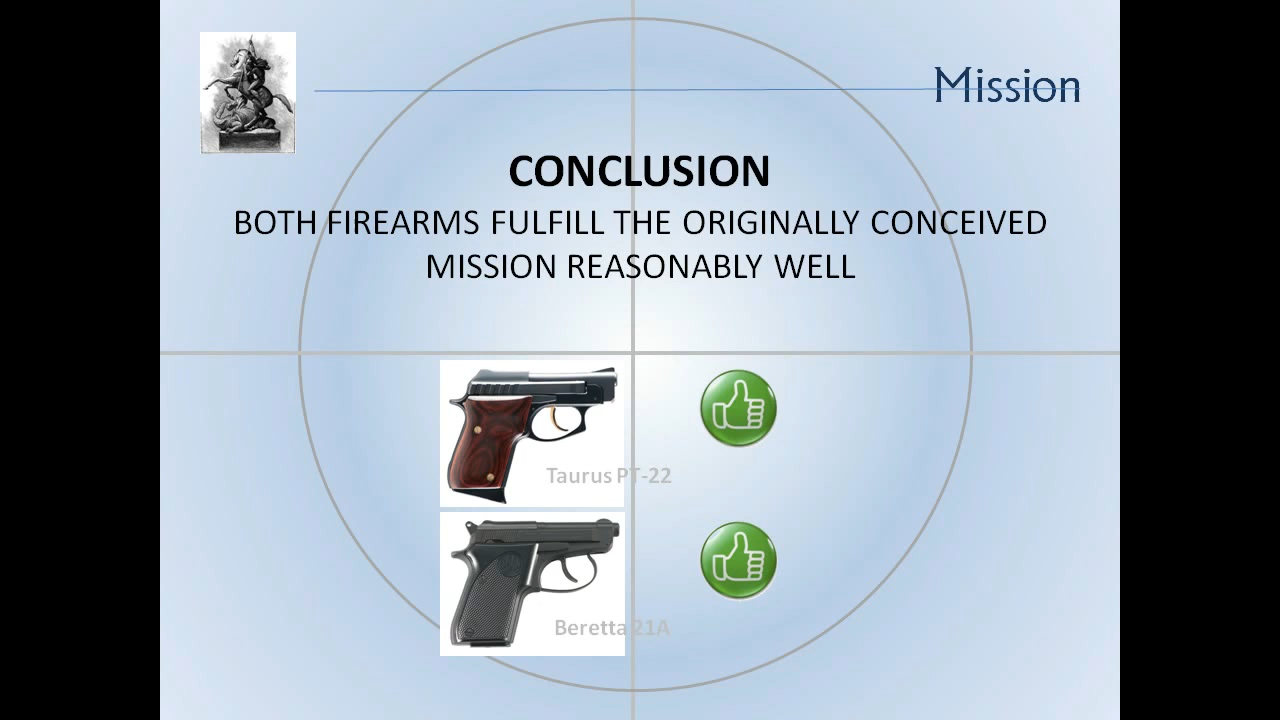 Mission
CONCLUSION
BOTH FIREARMS FULFILL THE ORIGINALLY CONCEIVED
MISSION REASONABLY WELL
Taurus PT-22
Beretta 21A